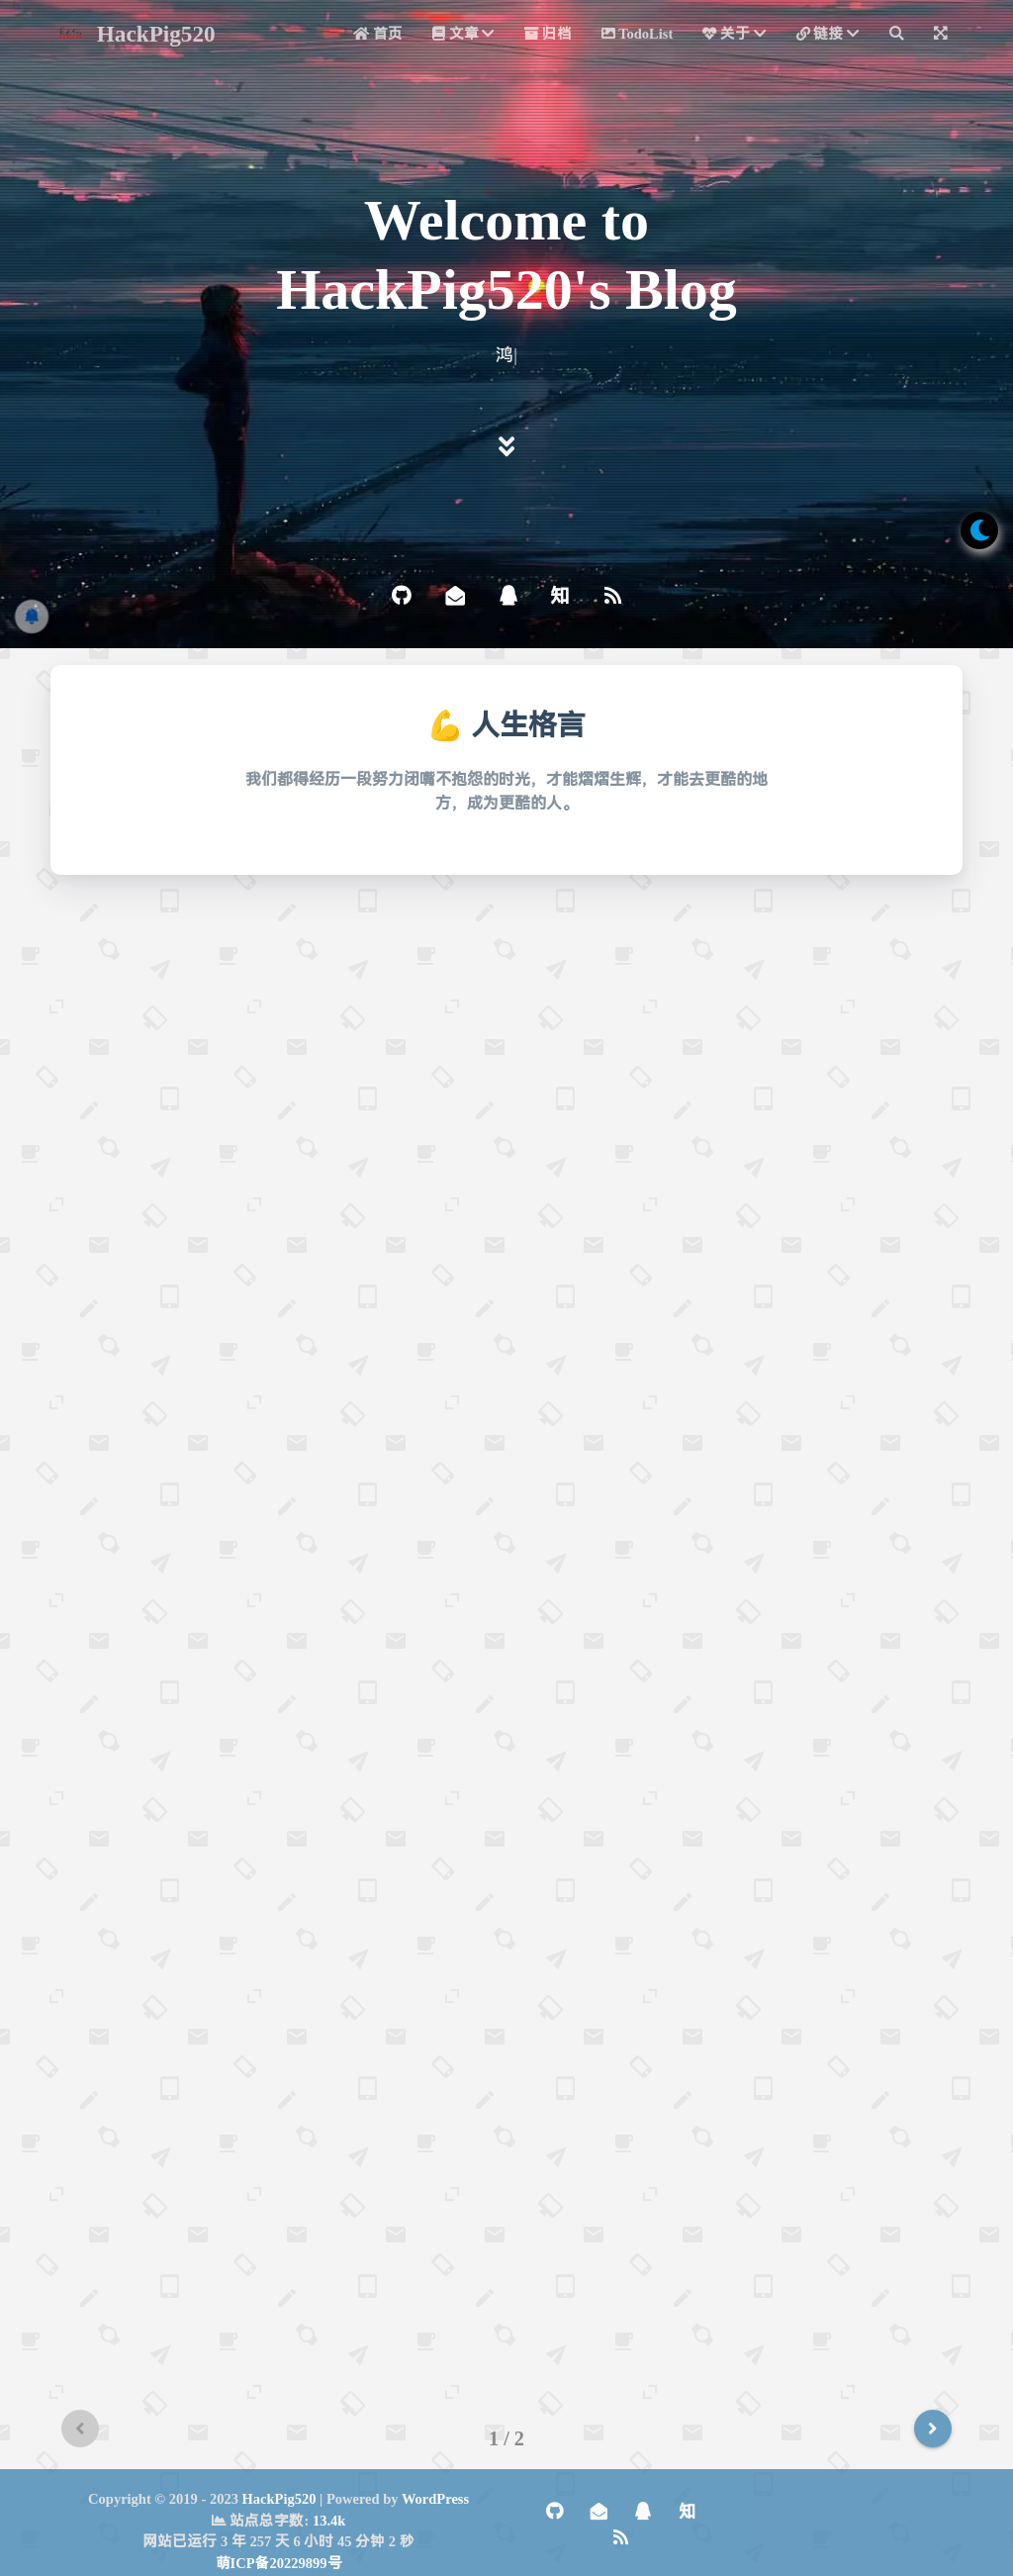 HackPig520
首页
文章
归档
TodoList
关于
链接
Welcome to
HackPig520's Blog
鸿|
知
💪 人生格言
我们都得经历一段努力闭嘴不抱怨的时光，才能熠熠生辉，才能去更酷的地
方，成为更酷的人。
1 / 2
Copyright © 2019 - 2023 HackPig520 | Powered by WordPress
站点总字数: 13.4k
网站已运行 3 年 257 天 6 小时 45 分钟 2 秒
萌ICP备20229899号
知